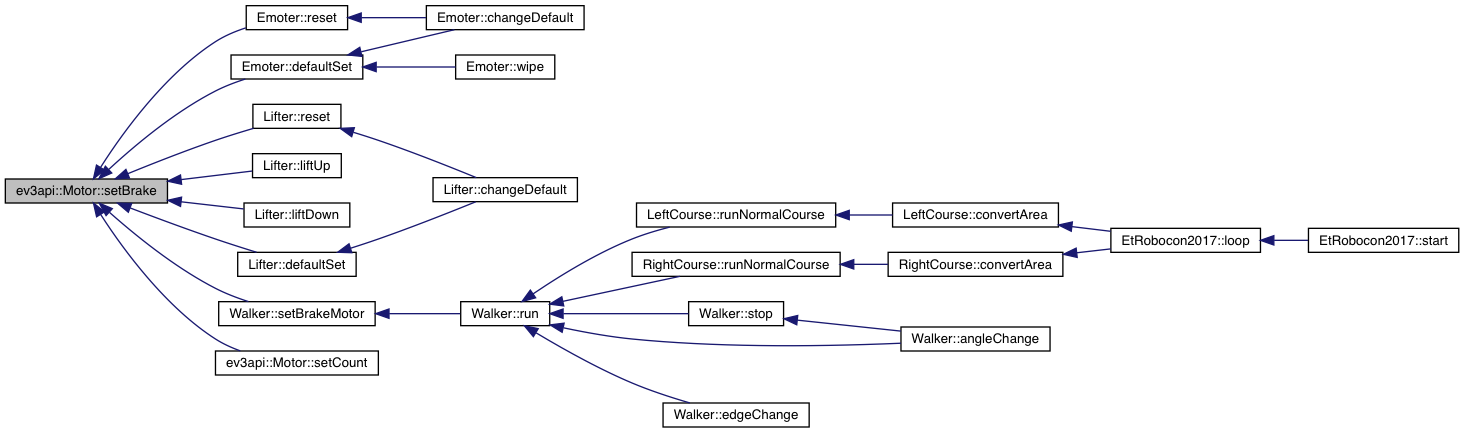 Emoter::reset
Emoter::changeDefault
Emoter::defaultSet
Emoter::wipe
Lifter::reset
Lifter::liftUp
ev3api::Motor::setBrake
Lifter::changeDefault
Lifter::liftDown
LeftCourse::runNormalCourse
LeftCourse::convertArea
EtRobocon2017::loop
EtRobocon2017::start
Lifter::defaultSet
RightCourse::runNormalCourse
RightCourse::convertArea
Walker::setBrakeMotor
Walker::run
Walker::stop
Walker::angleChange
ev3api::Motor::setCount
Walker::edgeChange